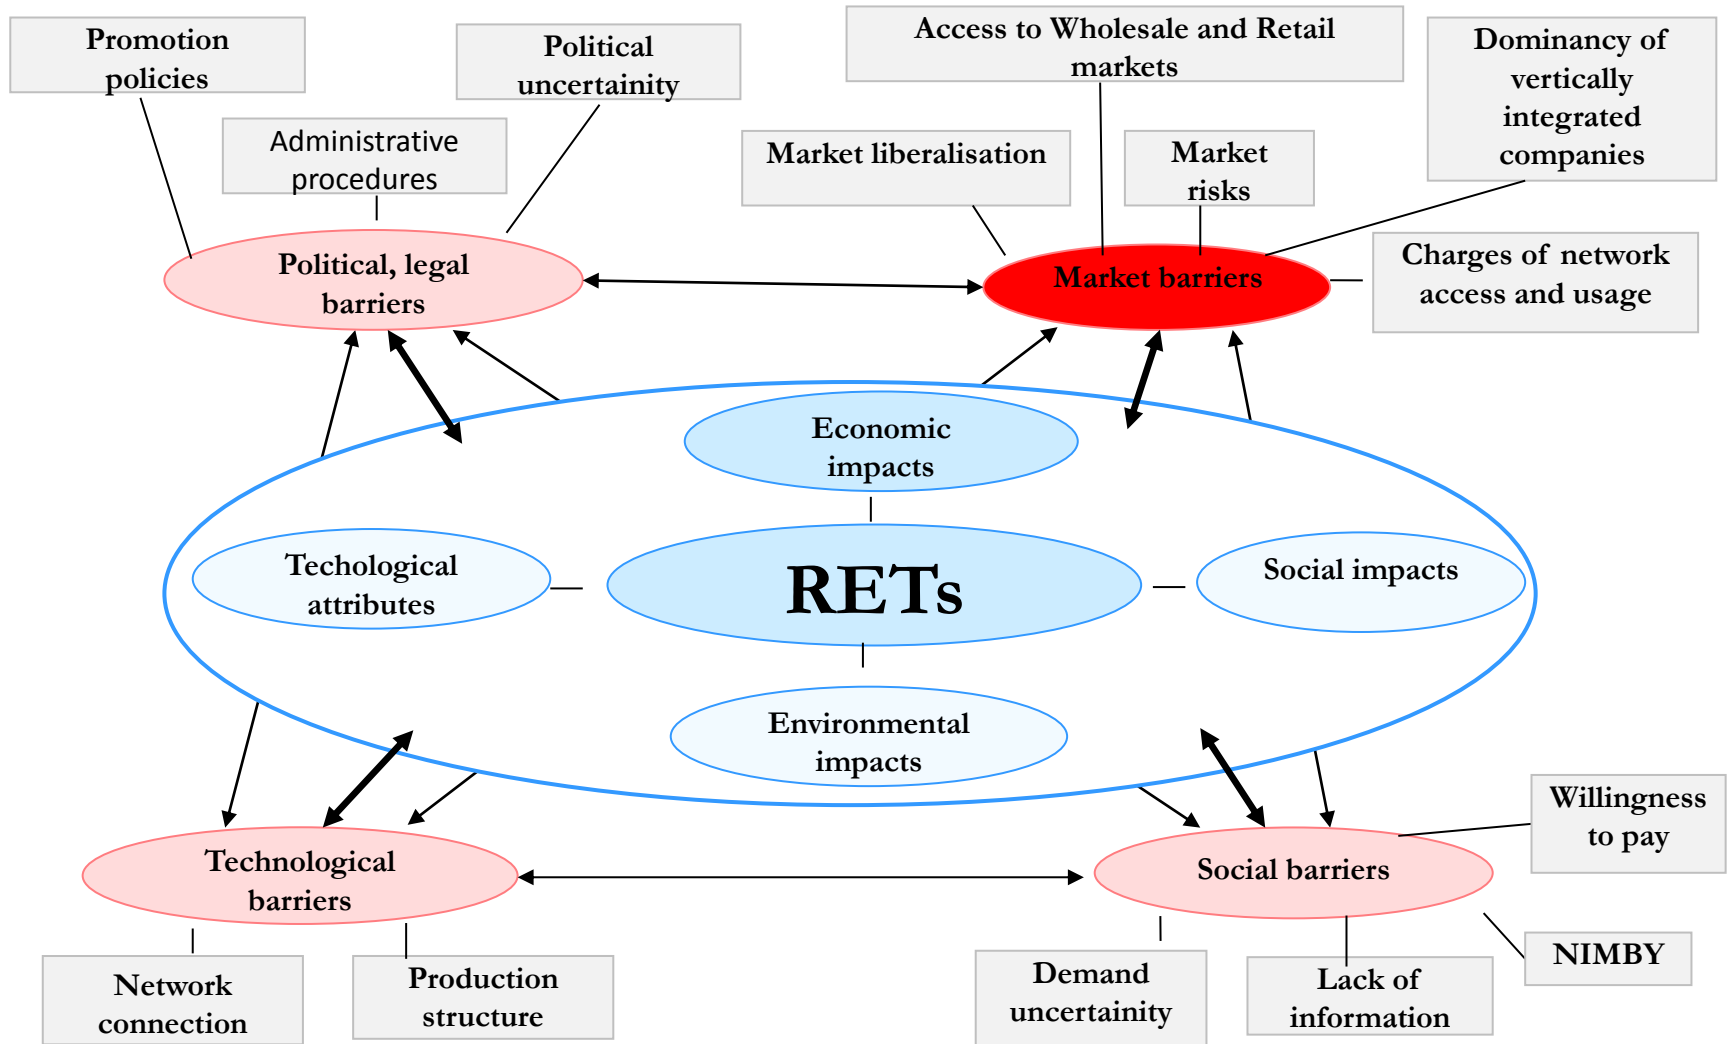 Promotion
policies
Political
uncertainity
Administrative
procedures
Access to Wholesale and Retail
markets
Market liberalisation
Market
risks
Dominancy of
vertically
integrated
companies
Charges of network
access and usage
Political, legal
barriers
Market barriers
Economic
impacts
Techological
attributes
RETs
Social impacts
Environmental
impacts
Technological
barriers
Social barriers
Willingness
to pay
Network
connection
Production
structure
Demand
uncertainity
Lack of
information
NIMBY